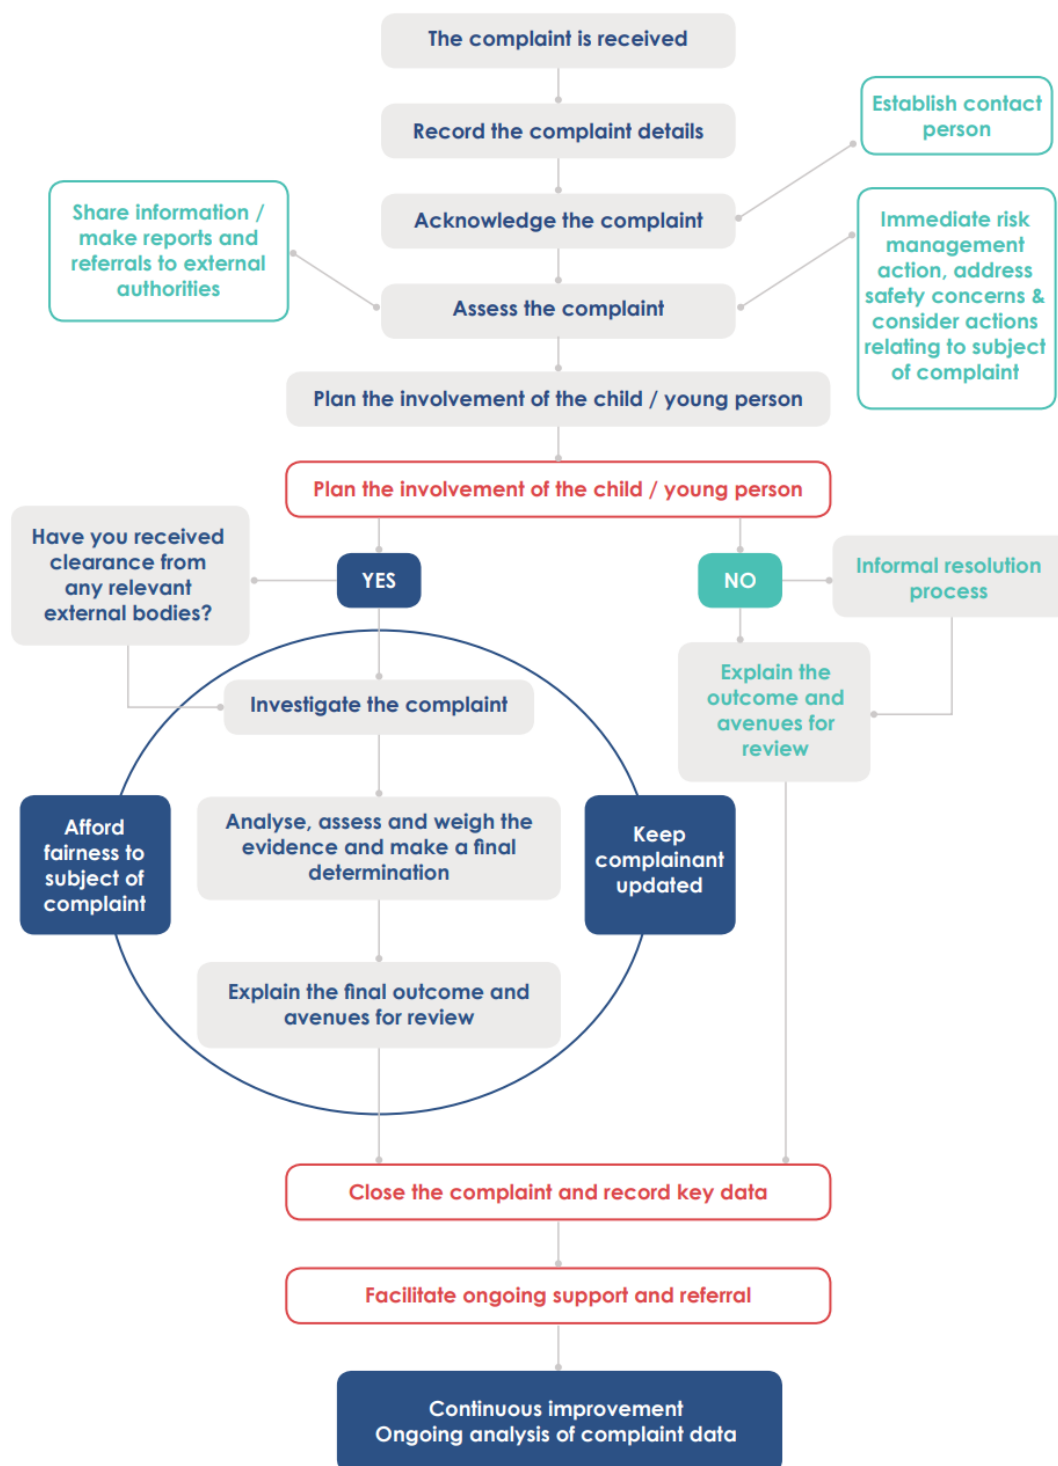 The complaint is received
Record the complaint details
Establish contact
person
Acknowledge the complaint
Share information /
make reports and
referrals to external
authorities
Immediate risk
management
action, address
safety concerns &
consider actions
relating to subject
of complaint
Assess the complaint
Plan the involvement of the child / young person
Plan the involvement of the child / young person
Have you received
clearance from
any relevant
external bodies?
YES
NO
Informal resolution
process
Investigate the complaint
Explain the
outcome and
avenues for
review
Afford
fairness to
subject of
complaint
Analyse, assess and weigh the
evidence and make a final
determination
Keep
complainant
updated
Explain the final outcome and
avenues for review
Close the complaint and record key data
Facilitate ongoing support and referral
Continuous improvement
Ongoing analysis of complaint data